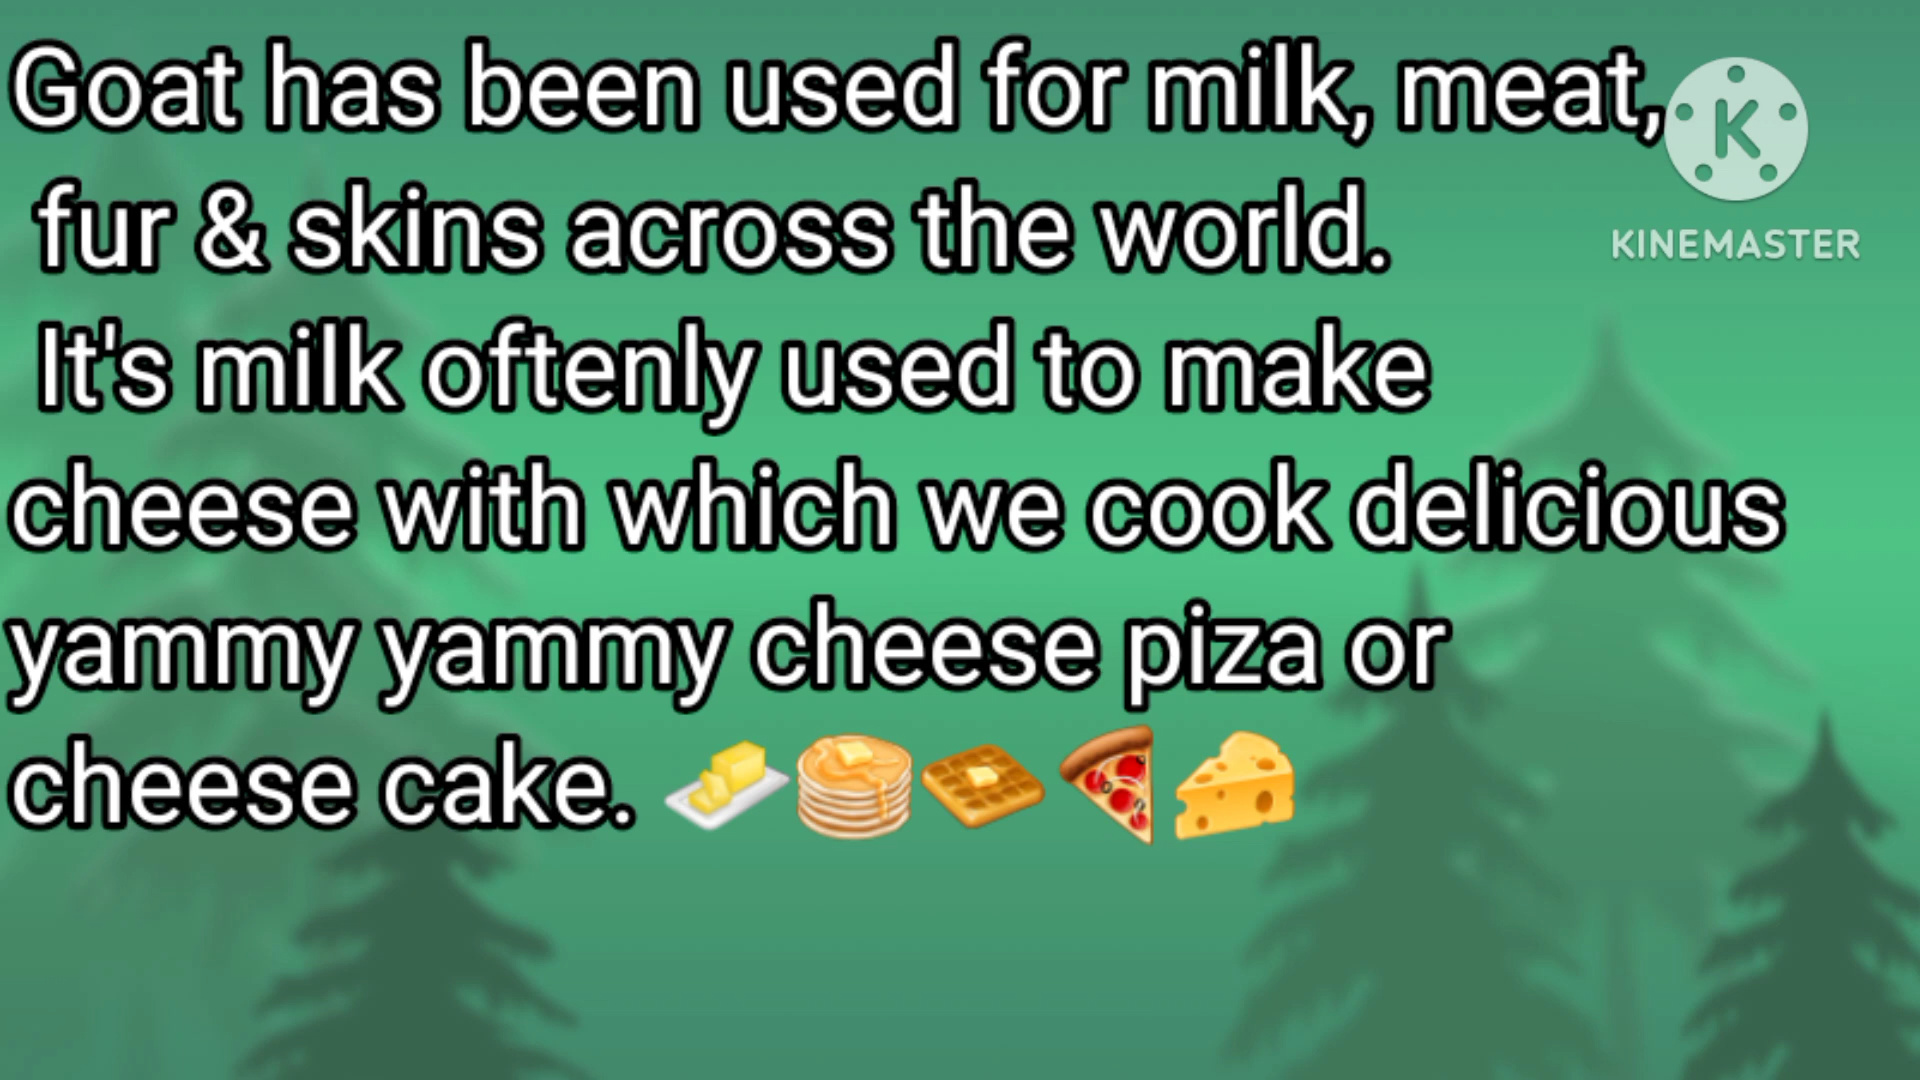 Goat has been used for milk, meat,
fur & skins across the world.
It's milk oftenly used to make
cheese with which we cook delicious
yammy yammy cheese piza or
cheese cake. 🧈🥞🧇🍕🧀
K
KINEMASTER